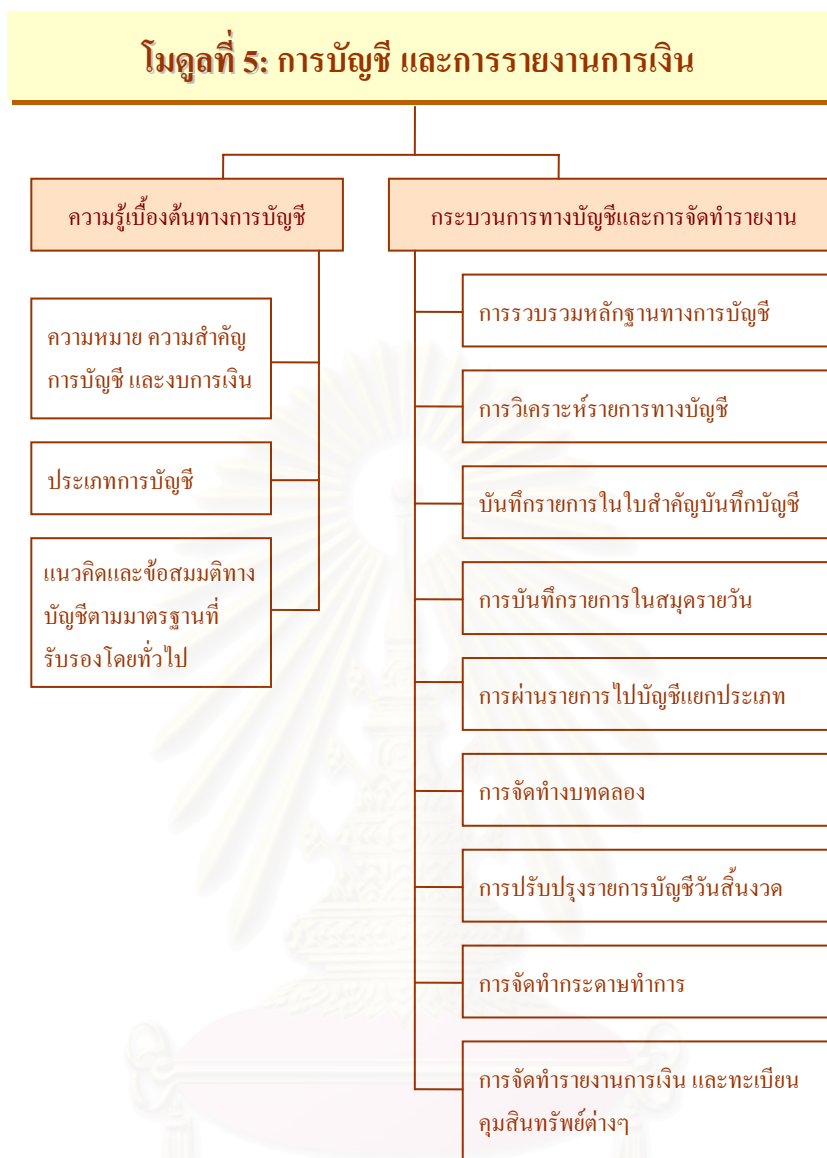 โมดูลที่ 5: การบัญชี และการรายงานการเงิน
ความรู้เบื้องต้นทางการบัญชี
ความหมาย ความสำคัญ
การบัญชี และงบการเงิน
ประเภทการบัญชี
แนวคิดและข้อสมมติทาง
บัญชีตามมาตรฐานที่
รับรองโดยทั่วไป
กระบวนการทางบัญชีและการจัดทำรายงาน
การรวบรวมหลักฐานทางการบัญชี
การวิเคราะห์รายการทางบัญชี
บันทึกรายการในใบสำคัญบันทึกบัญชี
การบันทึกรายการในสมุดรายวัน
การผ่านรายการไปบัญชีแยกประเภท
การจัดทำงบทดลอง
การปรับปรุงรายการบัญชีวันสิ้นงวด
การจัดทำกระดาษทำการ
การจัดทำรายงานการเงิน และทะเบียน
คุมสินทรัพย์ต่างๆ